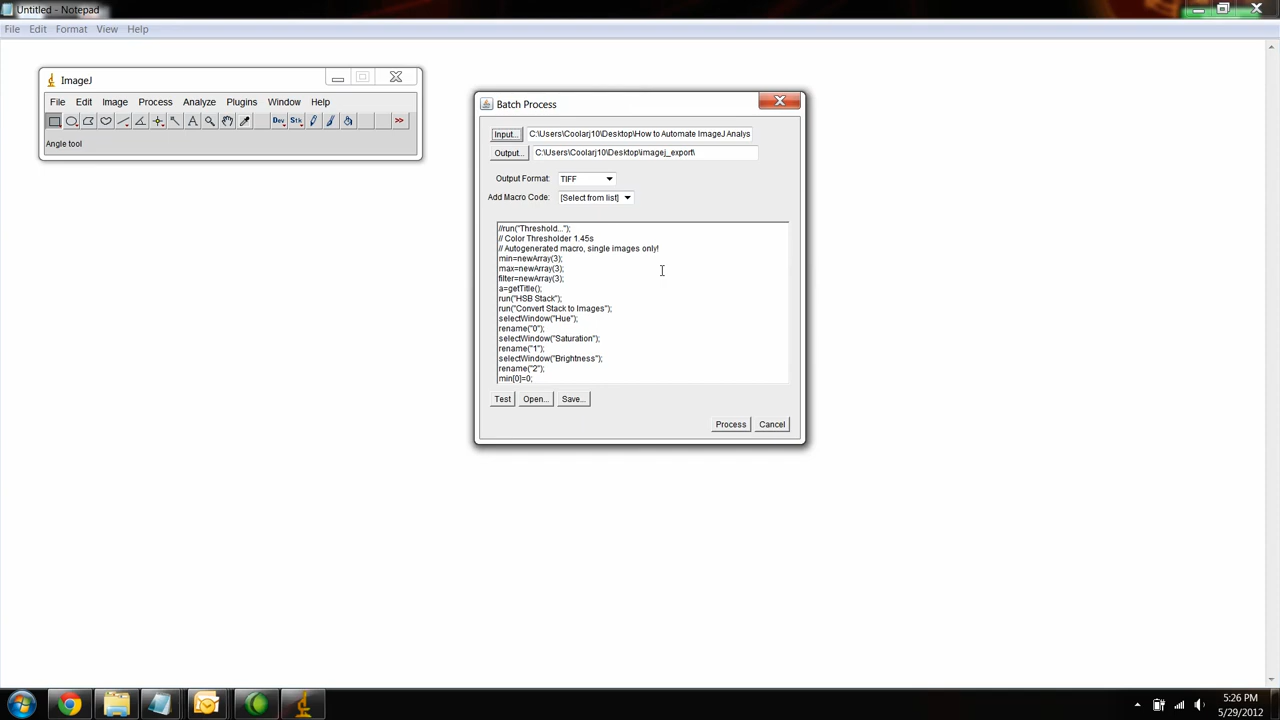 Untitled - Notepad
File Edit Format View Help
ImageJ
File Edit Image Process Analyze Plugins Window Help
A Dev Stk >>
Angle tool
Batch Process
Input... C:\Users\Coolarj10\Desktop\How to Automate ImageJ Analys
Output... C:\Users\Coolarj10\Desktop\imagej_export\
Output Format: TIFF
Add Macro Code: [Select from list]
//run("Threshold...");
// Color Thresholder 1.45s
// Autogenerated macro, single images only!
min=newArray(3);
max=newArray(3);
filter=newArray(3);
a=getTitle();
run("HSB Stack");
run("Convert Stack to Images");
selectWindow("Hue");
rename("0");
selectWindow("Saturation");
rename("1");
selectWindow("Brightness");
rename("2");
min[0]=0;
Test Open... Save...
Process Cancel
5:26 PM
5/29/2012